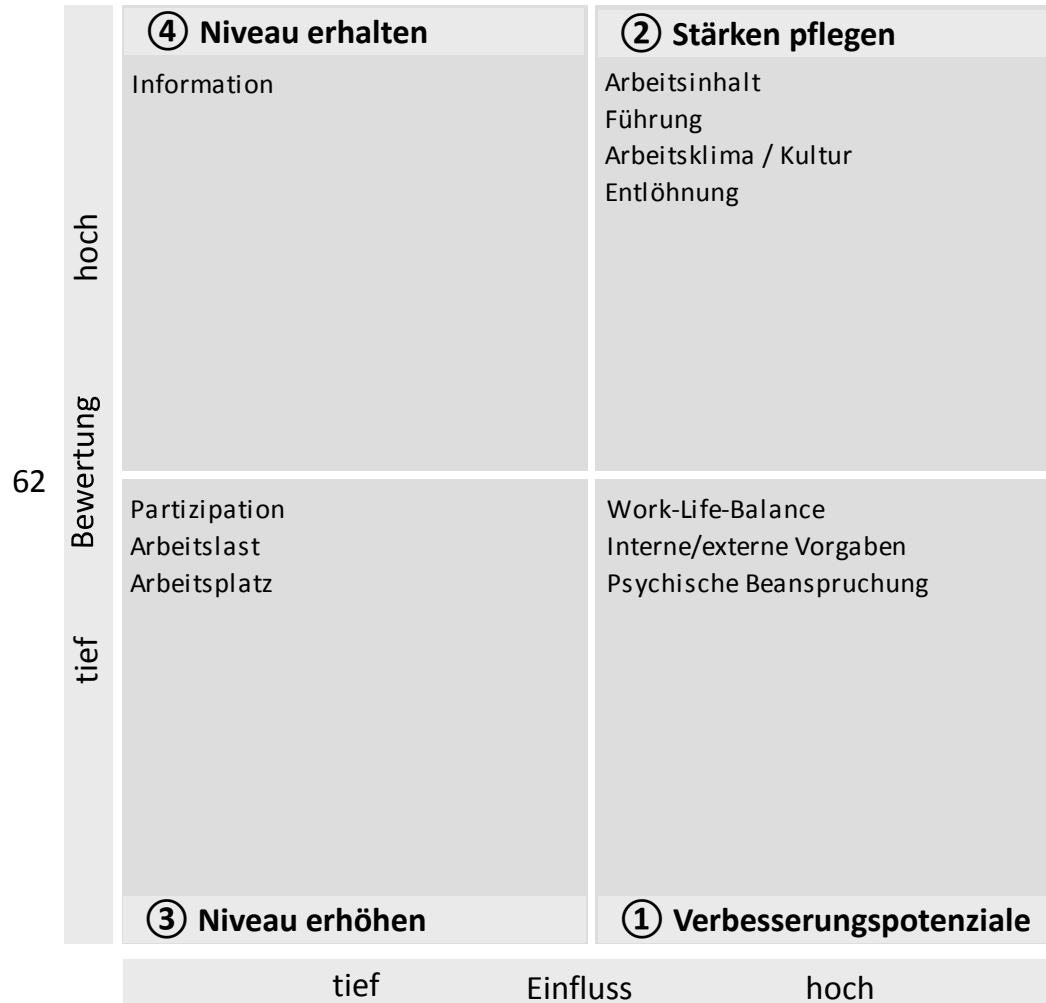 ④ Niveau erhalten
Information
② Stärken pflegen
Arbeitsinhalt
Führung
Arbeitsklima / Kultur
Entlöhnung
hoch
Bewertung
tief
62
Partizipation
Arbeitslast
Arbeitsplatz
③ Niveau erhöhen
Work-Life-Balance
Interne/externe Vorgaben
Psychische Beanspruchung
① Verbesserungspotenziale
tief Einfluss hoch